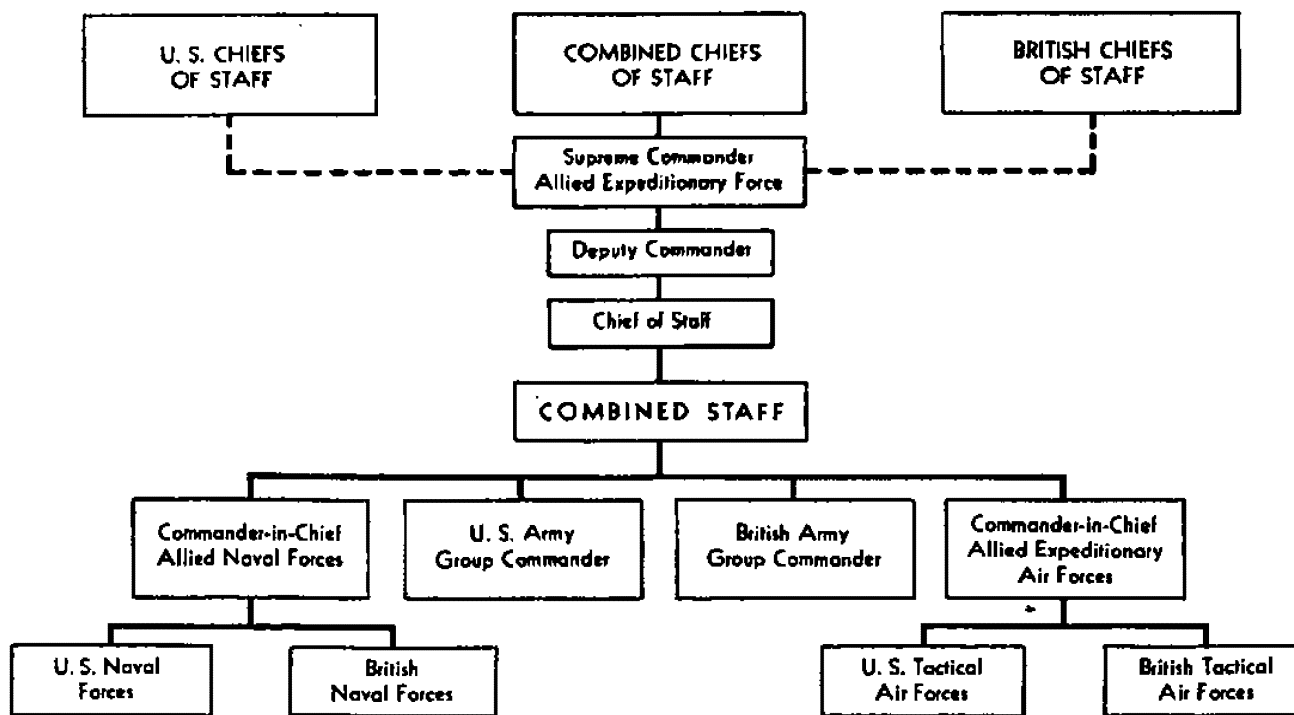 U. S. CHIEFS
OF STAFF
COMBINED CHIEFS
OF STAFF
BRITISH CHIEFS
OF STAFF
Supreme Commander
Allied Expeditionary Force
Deputy Commander
Chief of Staff
COMBINED STAFF
Commander-in-Chief
Allied Naval Forces
U. S. Army
Group Commander
British Army
Group Commander
Commander-in-Chief
Allied Expeditionary
Air Forces
U. S. Naval
Forces
British
Naval Forces
U. S. Tactical
Air Forces
British Tactical
Air Forces